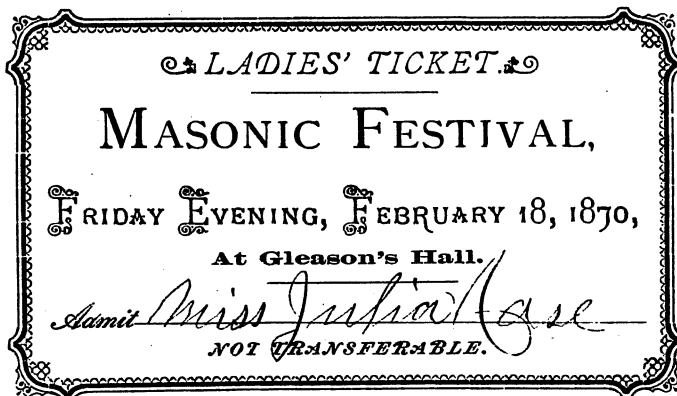 LADIES' TICKET.
MASONIC FESTIVAL,
FRIDAY EVENING, FEBRUARY 18, 1870,
At Gleason's Hall.
Admit Miss Julia Case
NOT TRANSFERABLE.